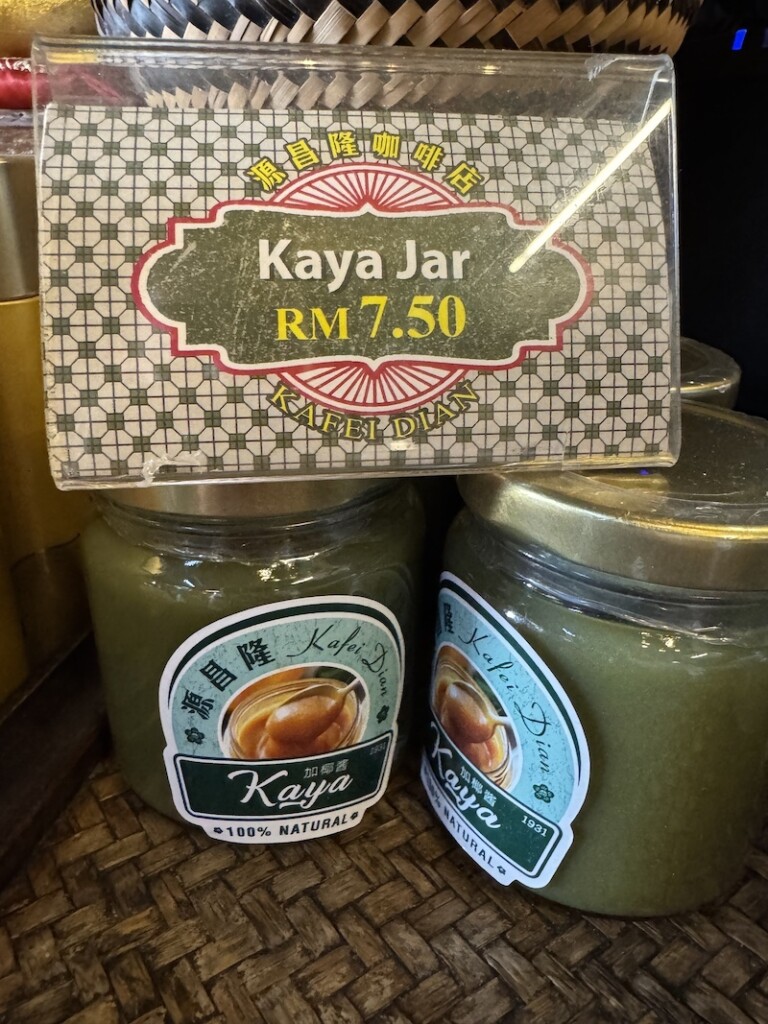 源昌隆咖啡店
Kaya Jar
RM 7.50
KAFEI DIAN
源昌隆 Kafei Dian
1931
加椰醬
Kaya
100% NATURAL
隆 Kafei Dian
加椰醬
Kaya
1931
NATURAL